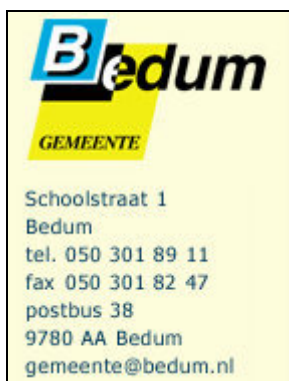 Bedum
GEMEENTE
Schoolstraat 1
Bedum
tel. 050 301 89 11
fax 050 301 82 47
postbus 38
9780 AA Bedum
gemeente@bedum.nl